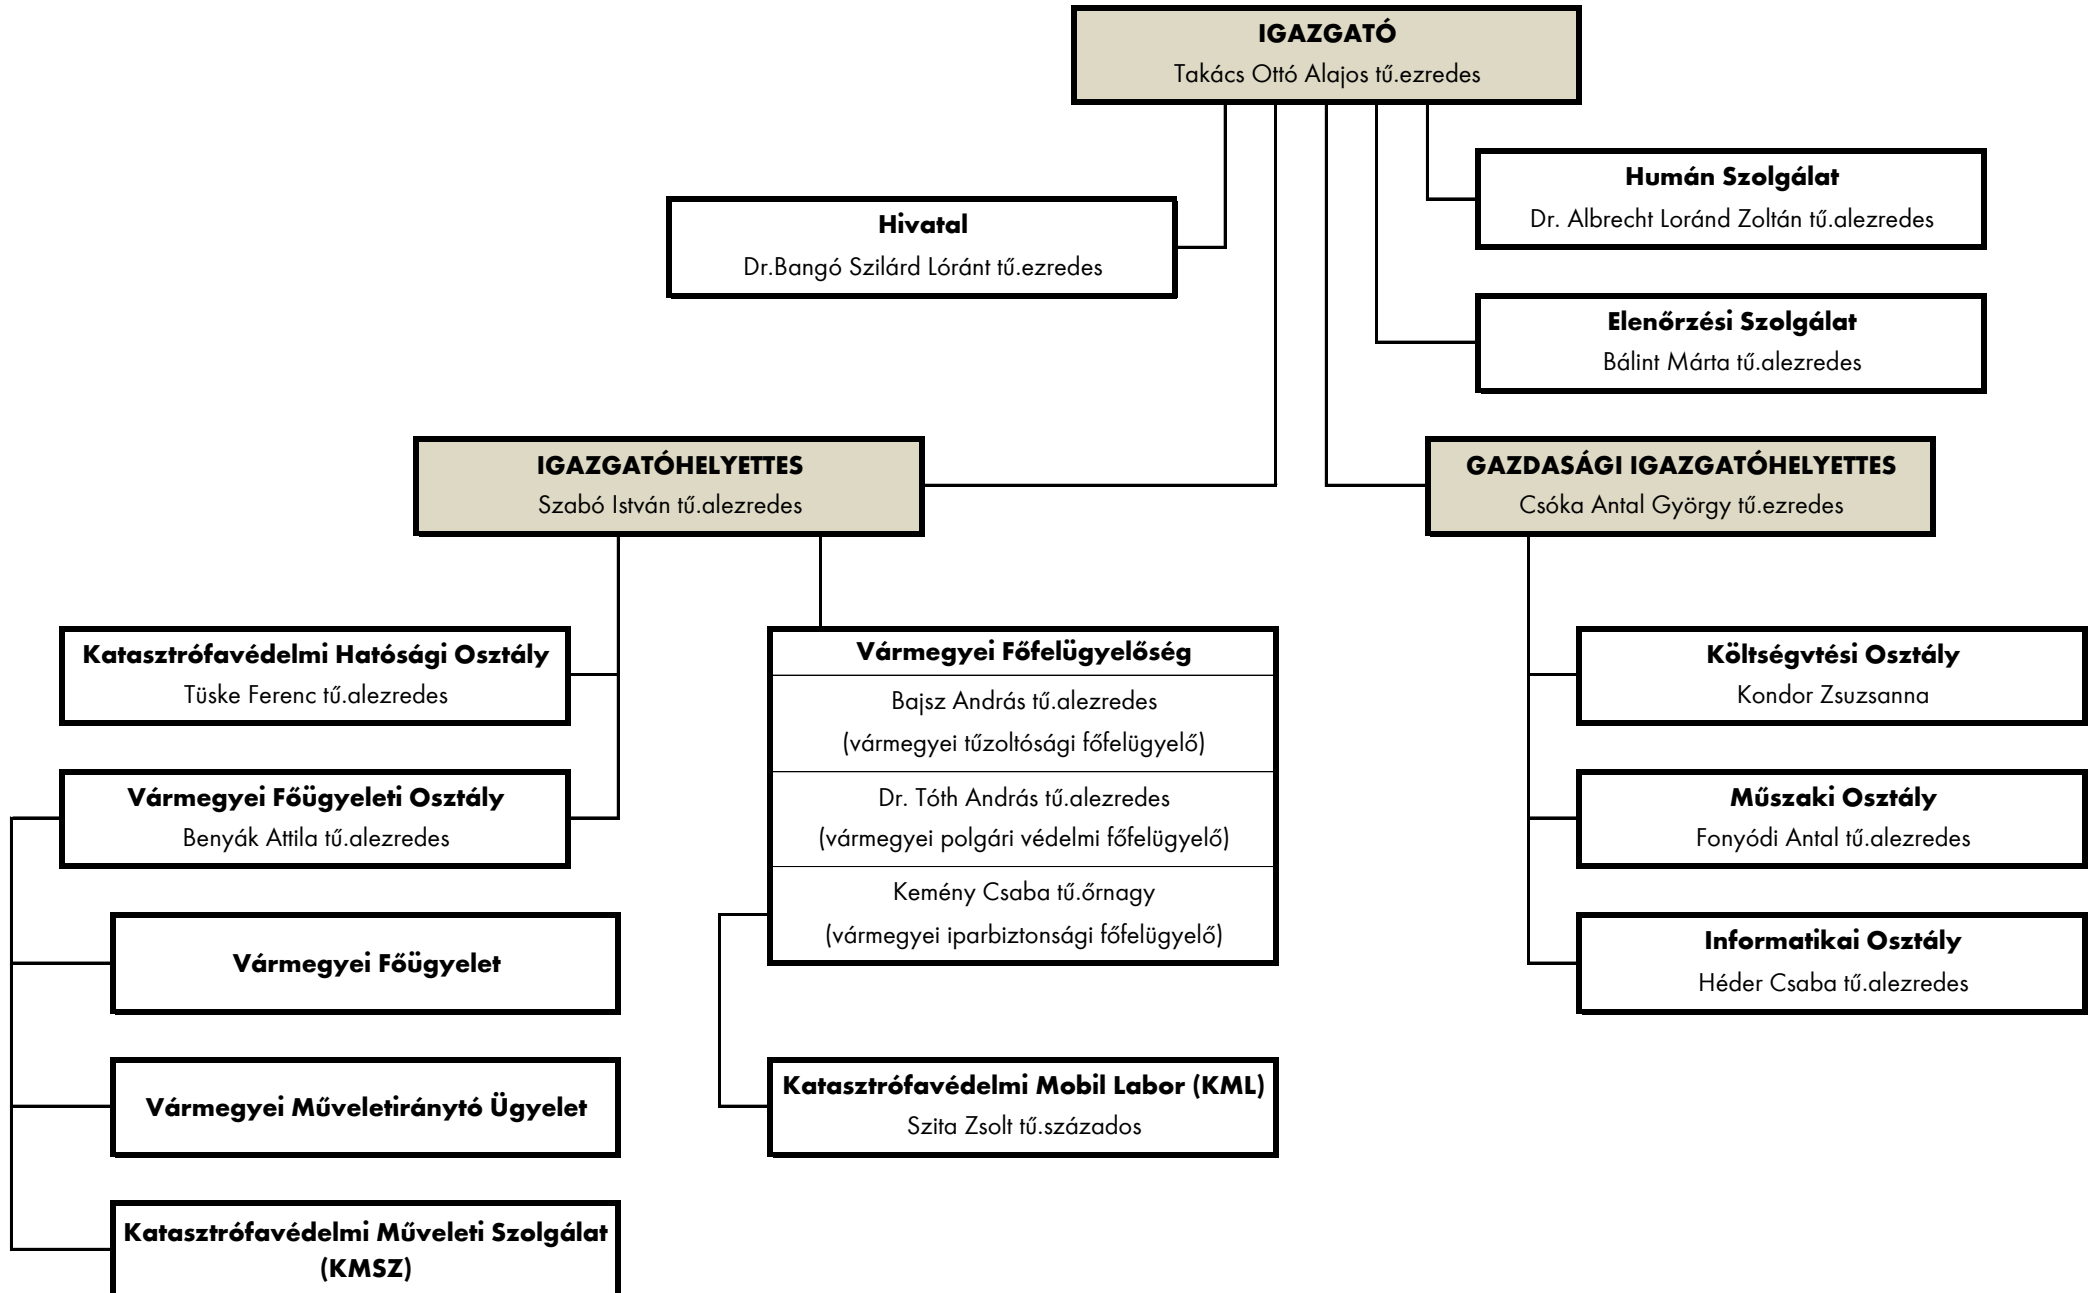 IGAZGATÓ
Takács Ottó Alajos tű.ezredes
Humán Szolgálat
Dr. Albrecht Loránd Zoltán tű.alezredes
Hivatal
Dr.Bangó Szilárd Lóránt tű.ezredes
Elenőrzési Szolgálat
Bálint Márta tű.alezredes
IGAZGATÓHELYETTES
Szabó István tű.alezredes
GAZDASÁGI IGAZGATÓHELYETTES
Csóka Antal György tű.ezredes
Katasztrófavédelmi Hatósági Osztály
Tüske Ferenc tű.alezredes
Vármegyei Főügyeleti Osztály
Benyák Attila tű.alezredes
Vármegyei Főügyelet
Vármegyei Műveletiránytó Ügyelet
Katasztrófavédelmi Műveleti Szolgálat
(KMSZ)
Vármegyei Főfelügyelőség
Bajsz András tű.alezredes
(vármegyei tűzoltósági főfelügyelő)
Dr. Tóth András tű.alezredes
(vármegyei polgári védelmi főfelügyelő)
Kemény Csaba tű.őrnagy
(vármegyei iparbiztonsági főfelügyelő)
Katasztrófavédelmi Mobil Labor (KML)
Szita Zsolt tű.százados
Költségvtési Osztály
Kondor Zsuzsanna
Műszaki Osztály
Fonyódi Antal tű.alezredes
Informatikai Osztály
Héder Csaba tű.alezredes